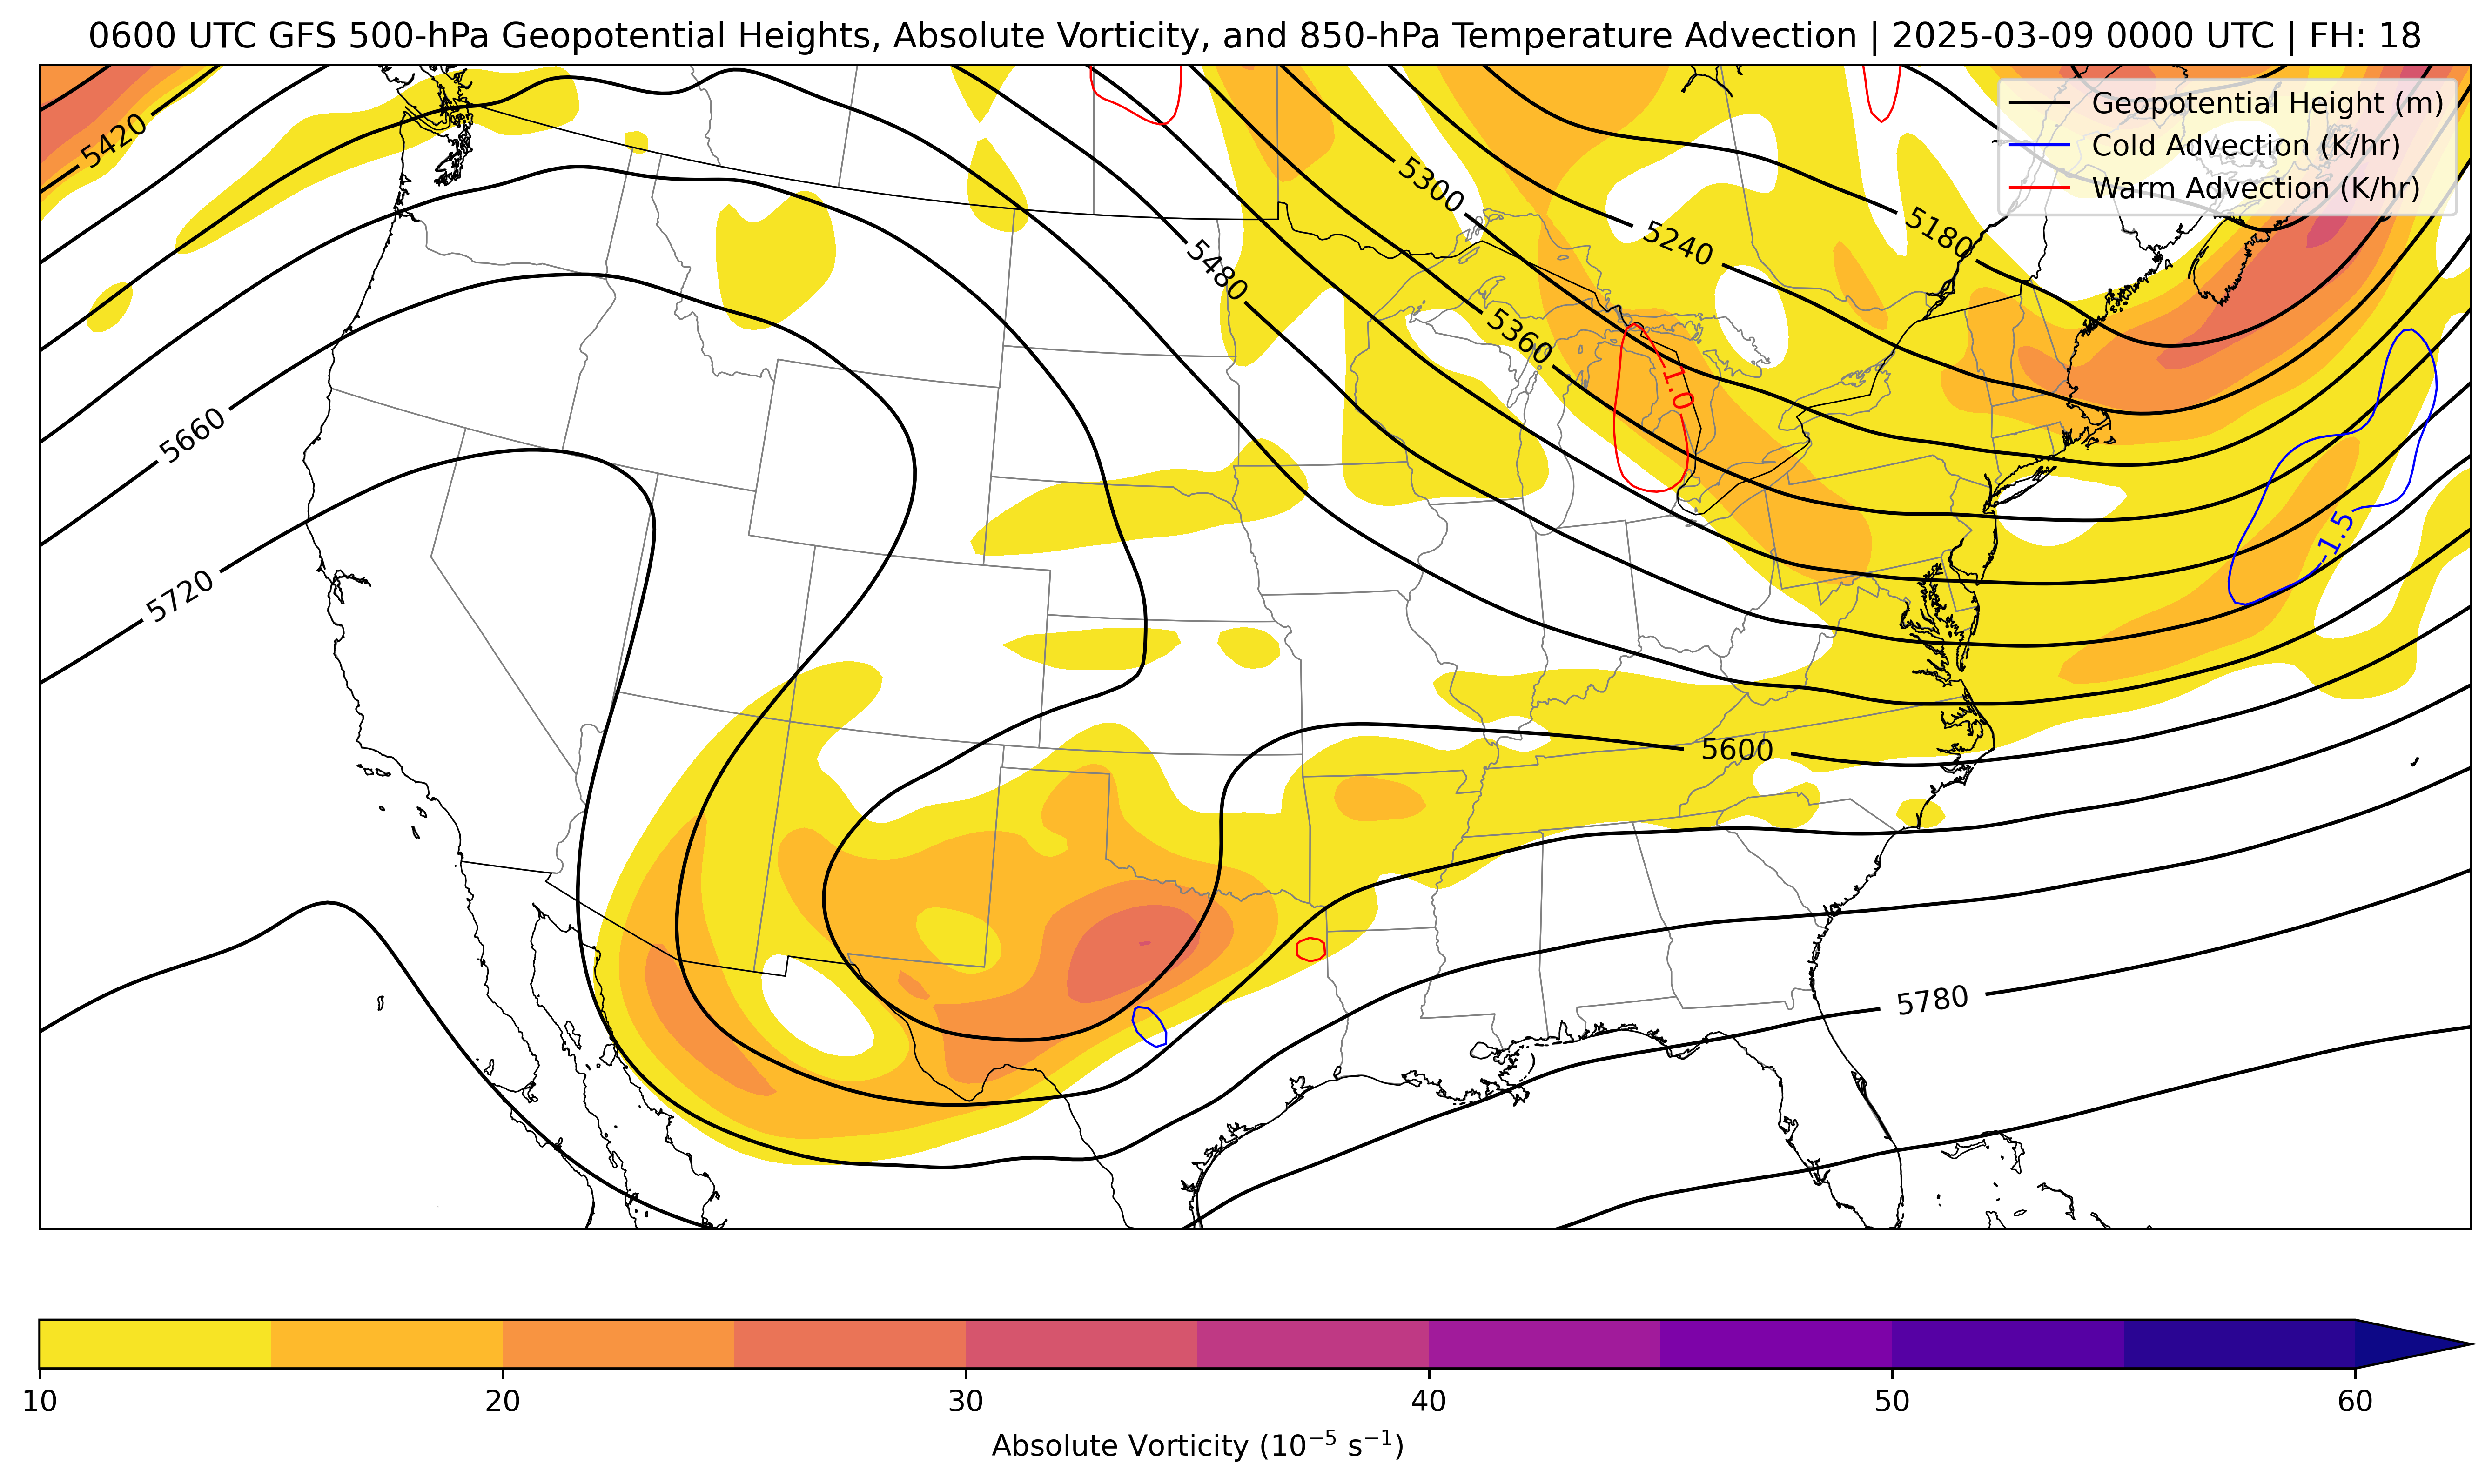 0600 UTC GFS 500-hPa Geopotential Heights, Absolute Vorticity, and 850-hPa Temperature Advection | 2025-03-09 0000 UTC | FH: 18
Geopotential Height (m)
Cold Advection (K/hr)
Warm Advection (K/hr)
5420
5300
5180
5240
5480
5360
1.0
5660
-1.5
5720
5600
5780
10 20 30 40 50 60
Absolute Vorticity (10⁻⁵ s⁻¹)